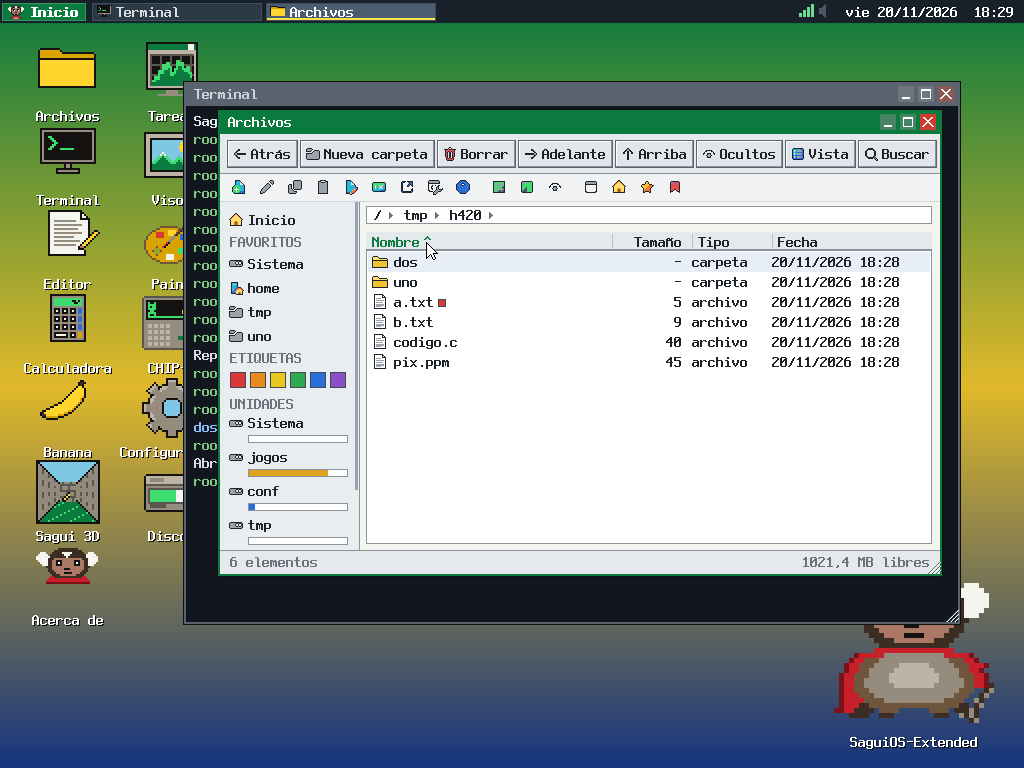 Inicio
Terminal
Archivos
vie 20/11/2026 18:29
Archivos
Tarea
Terminal
Viso
Editor
Pain
Calculadora
CHIP-
Banana
Configur
Sagui 3D
Disco
Acerca de
SaguiOS-Extended
Terminal
Sag
roo
roo
roo
roo
roo
roo
roo
roo
roo
roo
roo
roo
Rep
roo
roo
roo
dos
roo
Abr
roo
Archivos
Atrás
Nueva carpeta
Borrar
Adelante
Arriba
Ocultos
Vista
Buscar
/ tmp h420
Inicio
FAVORITOS
Sistema
home
tmp
uno
ETIQUETAS
UNIDADES
Sistema
jogos
conf
tmp
Nombre Tamaño Tipo Fecha
dos - carpeta 20/11/2026 18:28
uno - carpeta 20/11/2026 18:28
a.txt 5 archivo 20/11/2026 18:28
b.txt 9 archivo 20/11/2026 18:28
codigo.c 40 archivo 20/11/2026 18:28
pix.ppm 45 archivo 20/11/2026 18:28
6 elementos
1021,4 MB libres